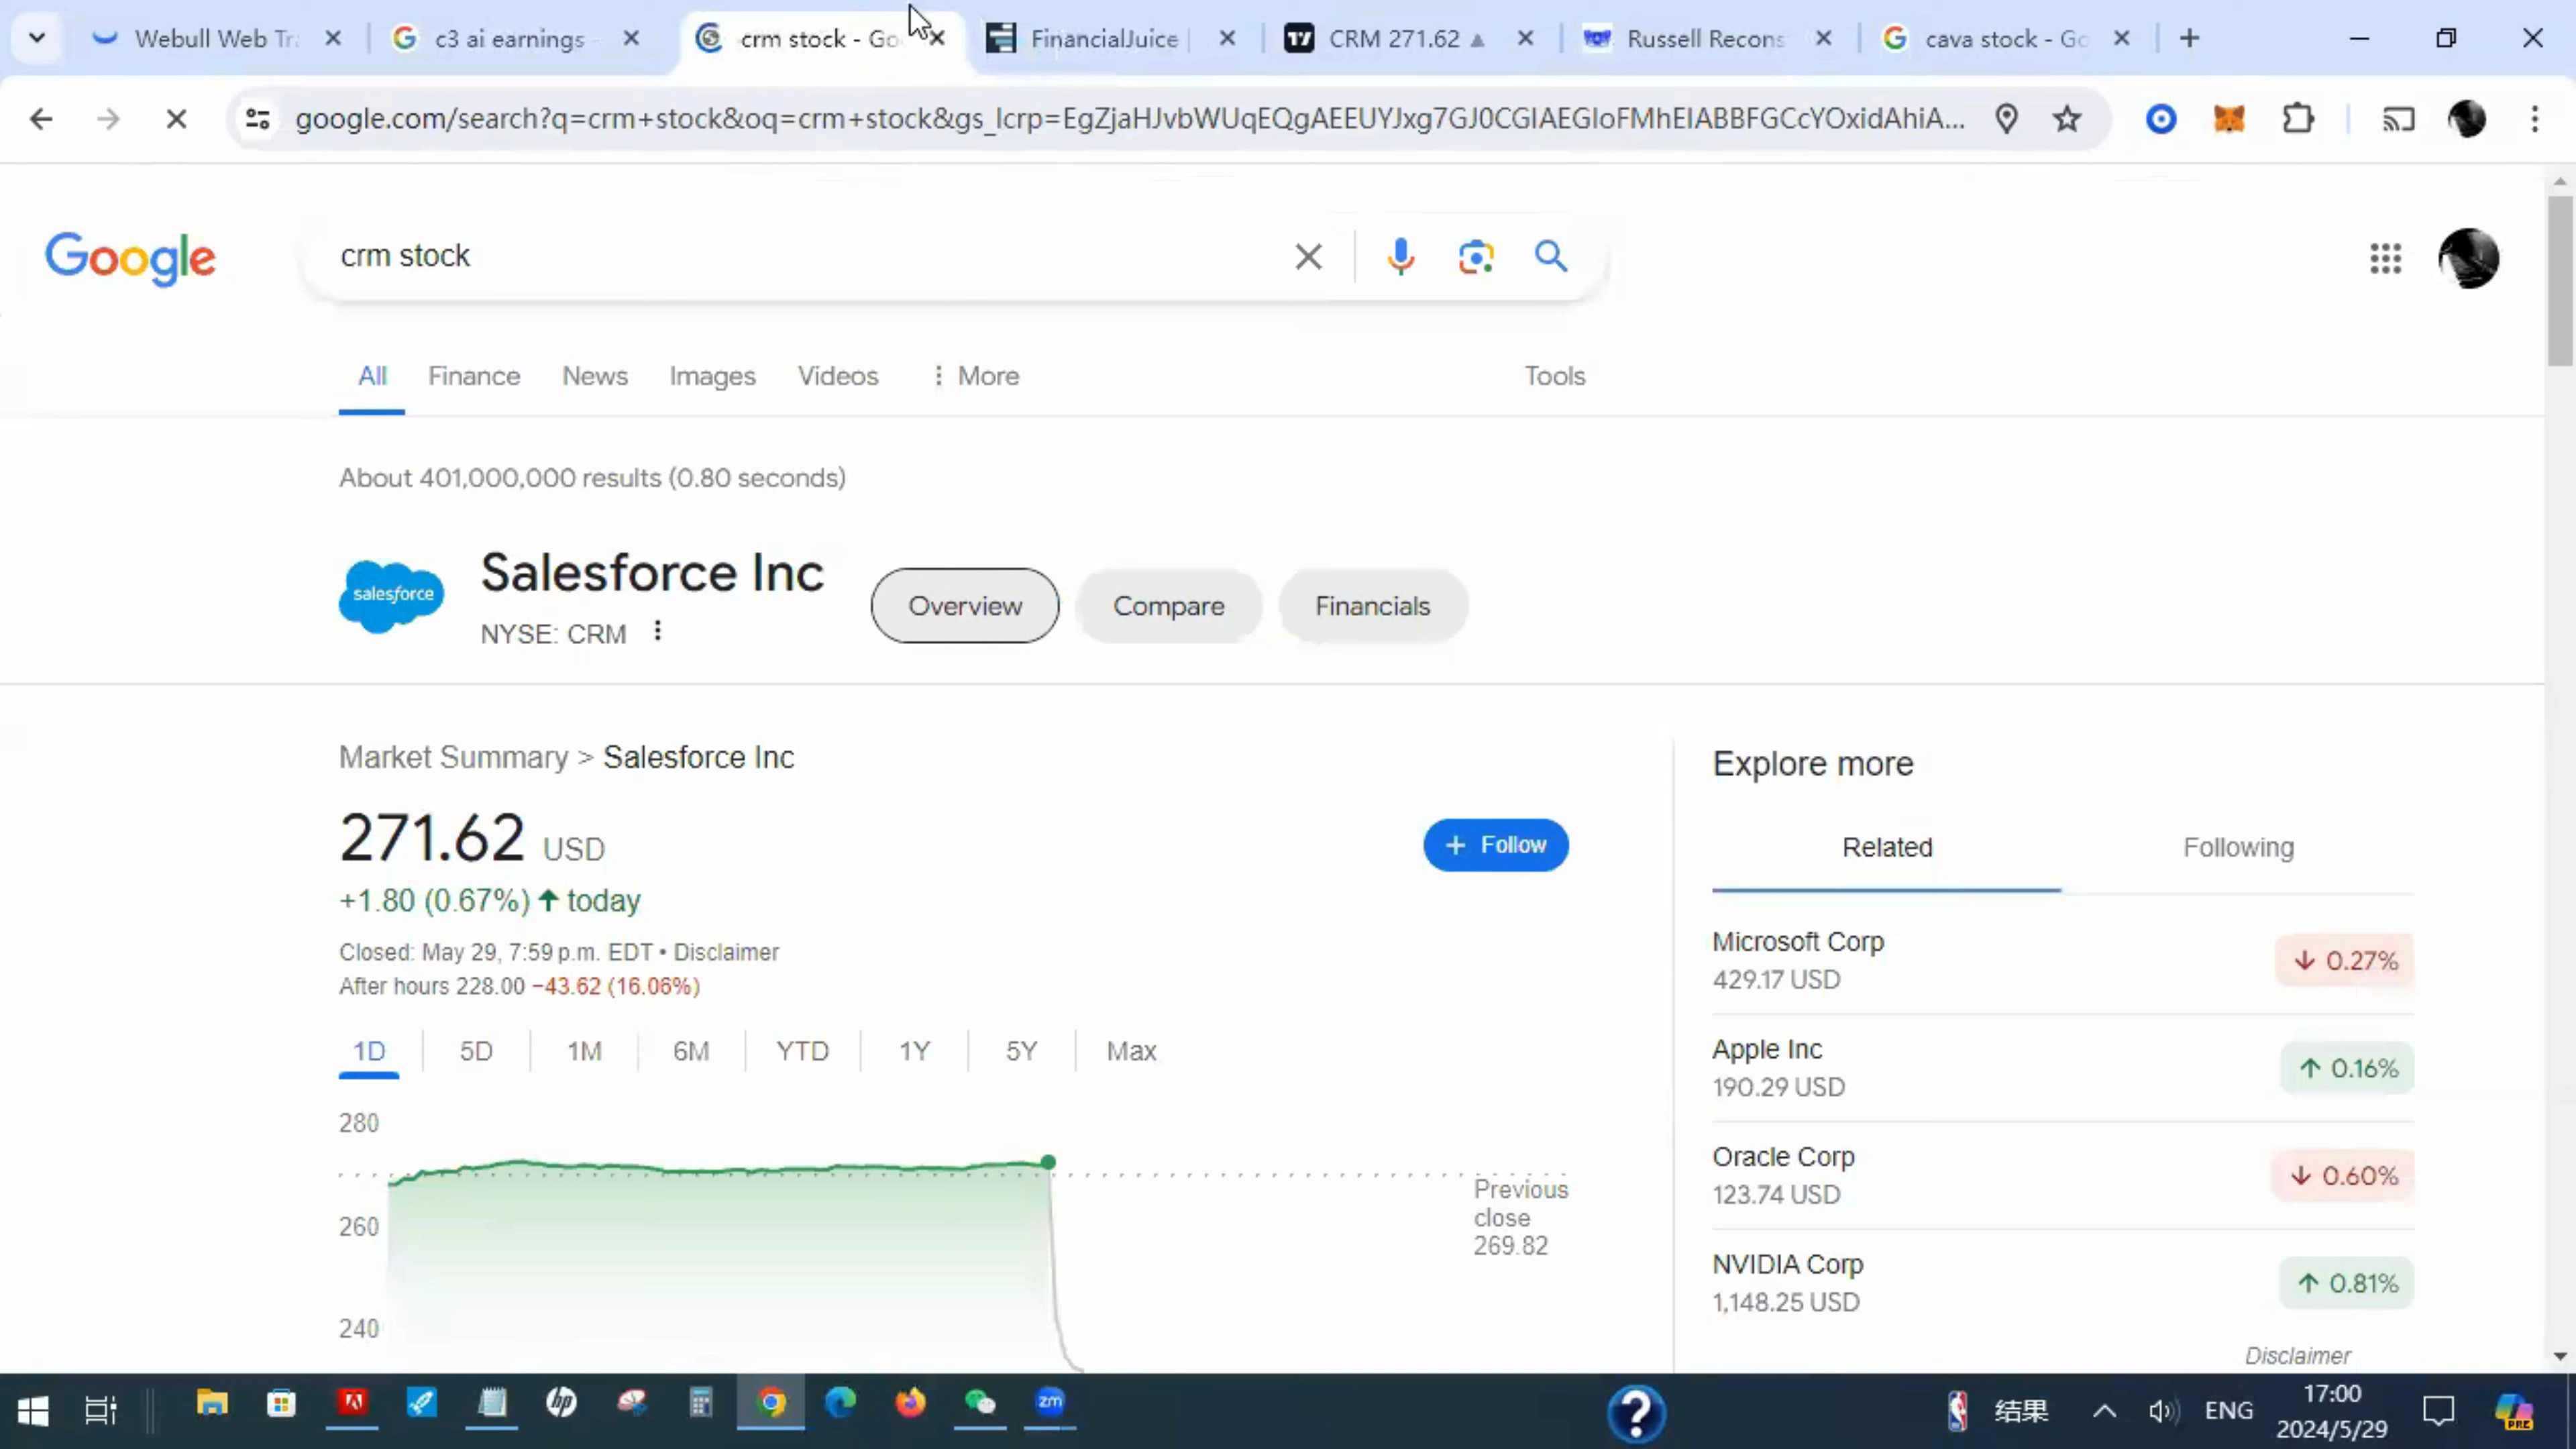 Webull Web Tra
c3 ai earnings -
crm stock - Go
FinancialJuice |
CRM 271.62 ▲
Russell Recons
cava stock - Go
google.com/search?q=crm+stock&oq=crm+stock&gs_lcrp=EgZjaHJvbWUqEQgAEEUYJxg7GJ0CGIAEGIoFMhEIABBFGCcYOxidAhiA...
Google
crm stock
All
Finance
News
Images
Videos
More
Tools
About 401,000,000 results (0.80 seconds)
salesforce
Salesforce Inc
NYSE: CRM
Overview
Compare
Financials
Market Summary > Salesforce Inc
271.62 USD
+1.80 (0.67%) ↑ today
Closed: May 29, 7:59 p.m. EDT • Disclaimer
After hours 228.00 −43.62 (16.06%)
+ Follow
1D
5D
1M
6M
YTD
1Y
5Y
Max
280
260
240
Previous
close
269.82
Explore more
Related
Following
Microsoft Corp
429.17 USD
↓ 0.27%
Apple Inc
190.29 USD
↑ 0.16%
Oracle Corp
123.74 USD
↓ 0.60%
NVIDIA Corp
1,148.25 USD
↑ 0.81%
Disclaimer
hp
zm
?
结果
ENG
17:00
2024/5/29
PRE